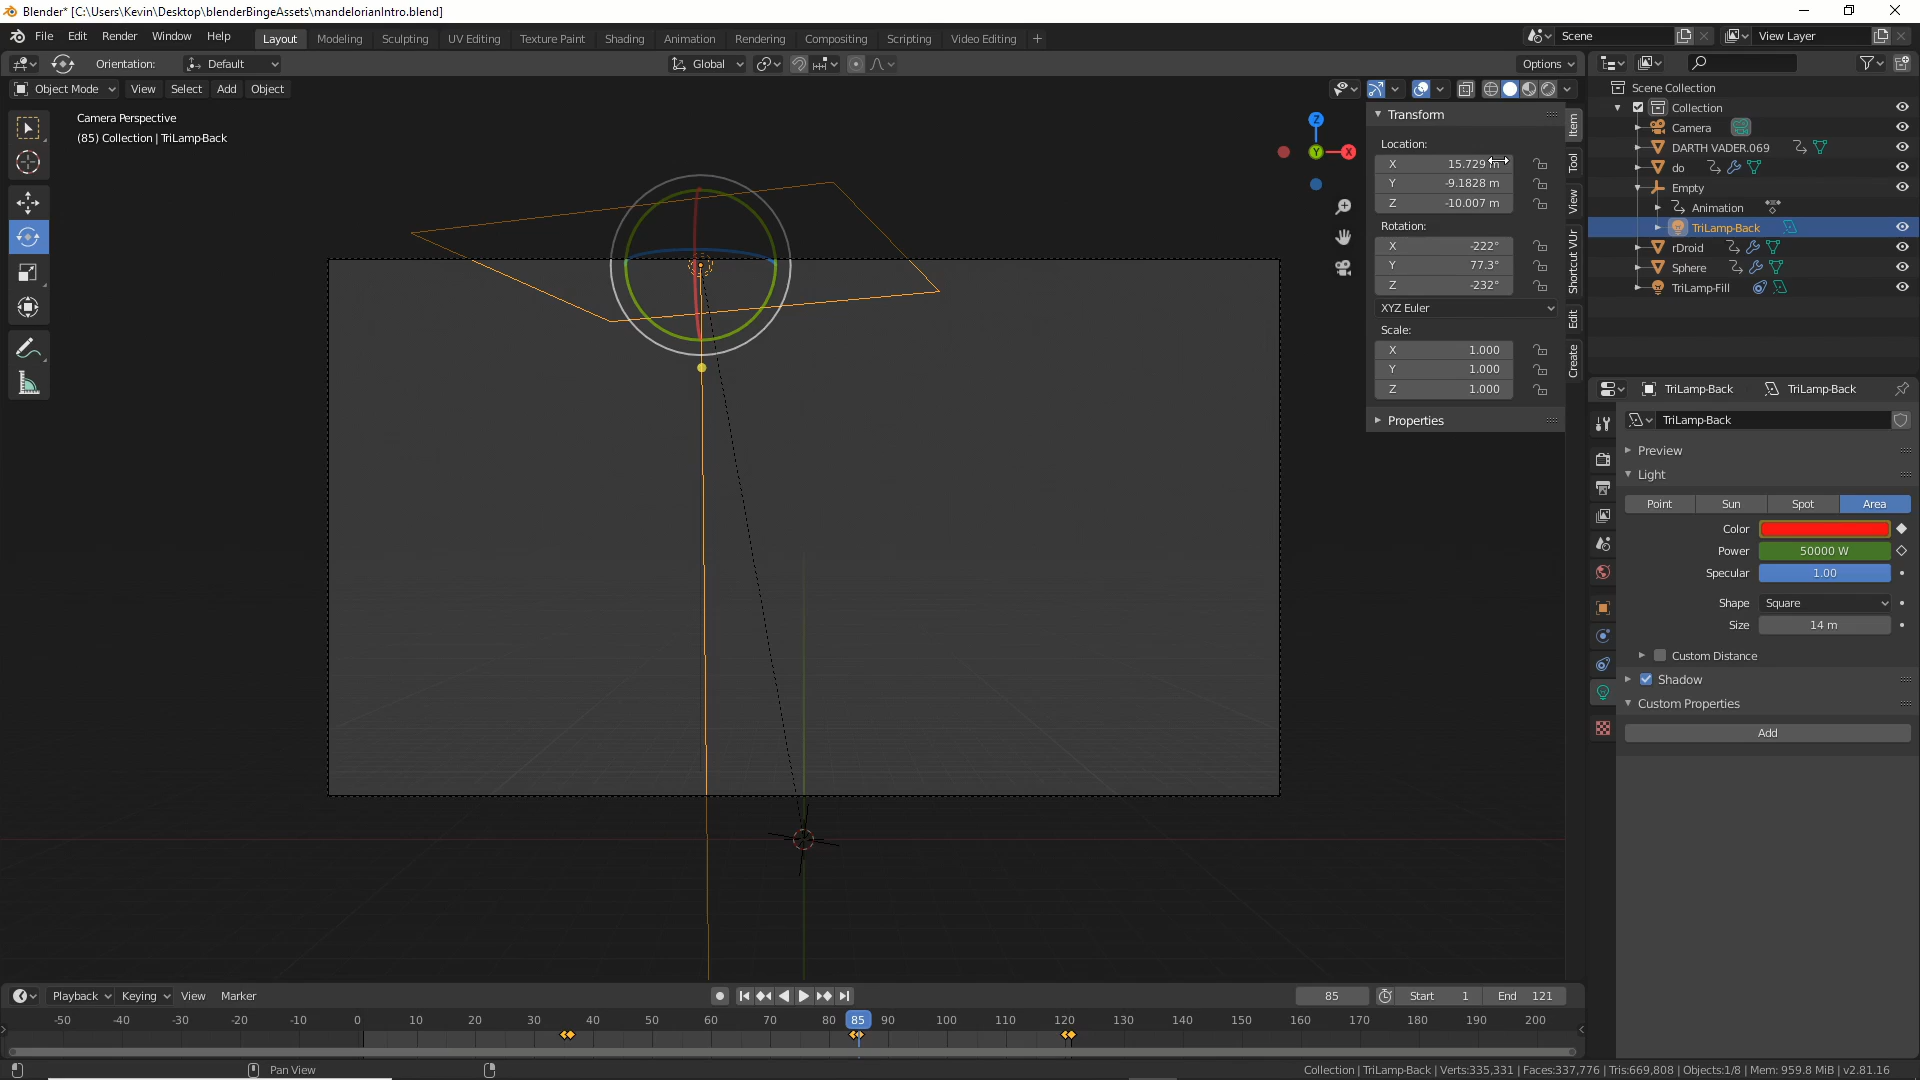 Blender* [C:\Users\Kevin\Desktop\blenderBingeAssets\mandelorianIntro.blend]
File Edit Render Window Help Layout Modeling Sculpting UV Editing Texture Paint Shading Animation Rendering Compositing Scripting Video Editing + Scene View Layer
Orientation: Default Global Options
Object Mode View Select Add Object
Camera Perspective
(85) Collection | TriLamp-Back
Z
Y
X
Transform
Location:
X 15.729 m
Y -9.1828 m
Z -10.007 m
Rotation:
X -222°
Y 77.3°
Z -232°
XYZ Euler
Scale:
X 1.000
Y 1.000
Z 1.000
Properties
Item
Tool
View
Shortcut VUr
Edit
Create
Scene Collection
Collection
Camera
DARTH VADER.069
do
Empty
Animation
TriLamp-Back
rDroid
Sphere
TriLamp-Fill
TriLamp-Back TriLamp-Back
TriLamp-Back
Preview
Light
Point Sun Spot Area
Color
Power 50000 W
Specular 1.00
Shape Square
Size 14 m
Custom Distance
Shadow
Custom Properties
Add
Playback Keying View Marker 85 Start 1 End 121
-50 -40 -30 -20 -10 0 10 20 30 40 50 60 70 80 85 90 100 110 120 130 140 150 160 170 180 190 200
Pan View
Collection | TriLamp-Back | Verts:335,331 | Faces:337,776 | Tris:669,808 | Objects:1/8 | Mem: 959.8 MiB | v2.81.16